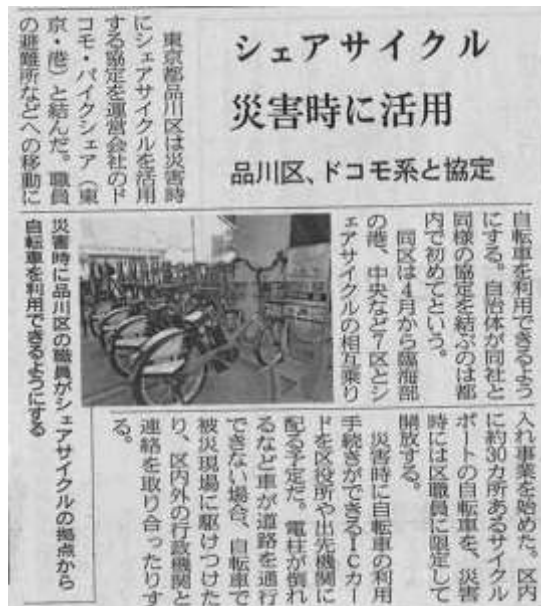 シェアサイクル
災害時に活用
品川区、ドコモ系と協定
東京都品川区は災害時
にシェアサイクルを活用
する協定を運営会社のド
コモ・バイクシェア（東
京・港）と結んだ。職員
の避難所などへの移動に
自転車を利用できるよう
にする。自治体が同社と
同様の協定を結ぶのは都
内で初めてという。
同区は4月から臨海部
の港、中央など7区とシ
ェアサイクルの相互乗り
入れ事業を始めた。区内
に約30カ所あるサイクル
ポートの自転車を、災害
時には区職員に限定して
開放する。
災害時に自転車の利用
手続きができるICカー
ドを区役所や出先機関に
配る予定だ。電柱が倒れ
るなど車が道路を通行
できない場合、自転車で
被災現場に駆けつけた
り、区内外の行政機関と
連絡を取り合ったりす
る。
災害時に品川区の職員がシェアサイクルの拠点から
自転車を利用できるようにする